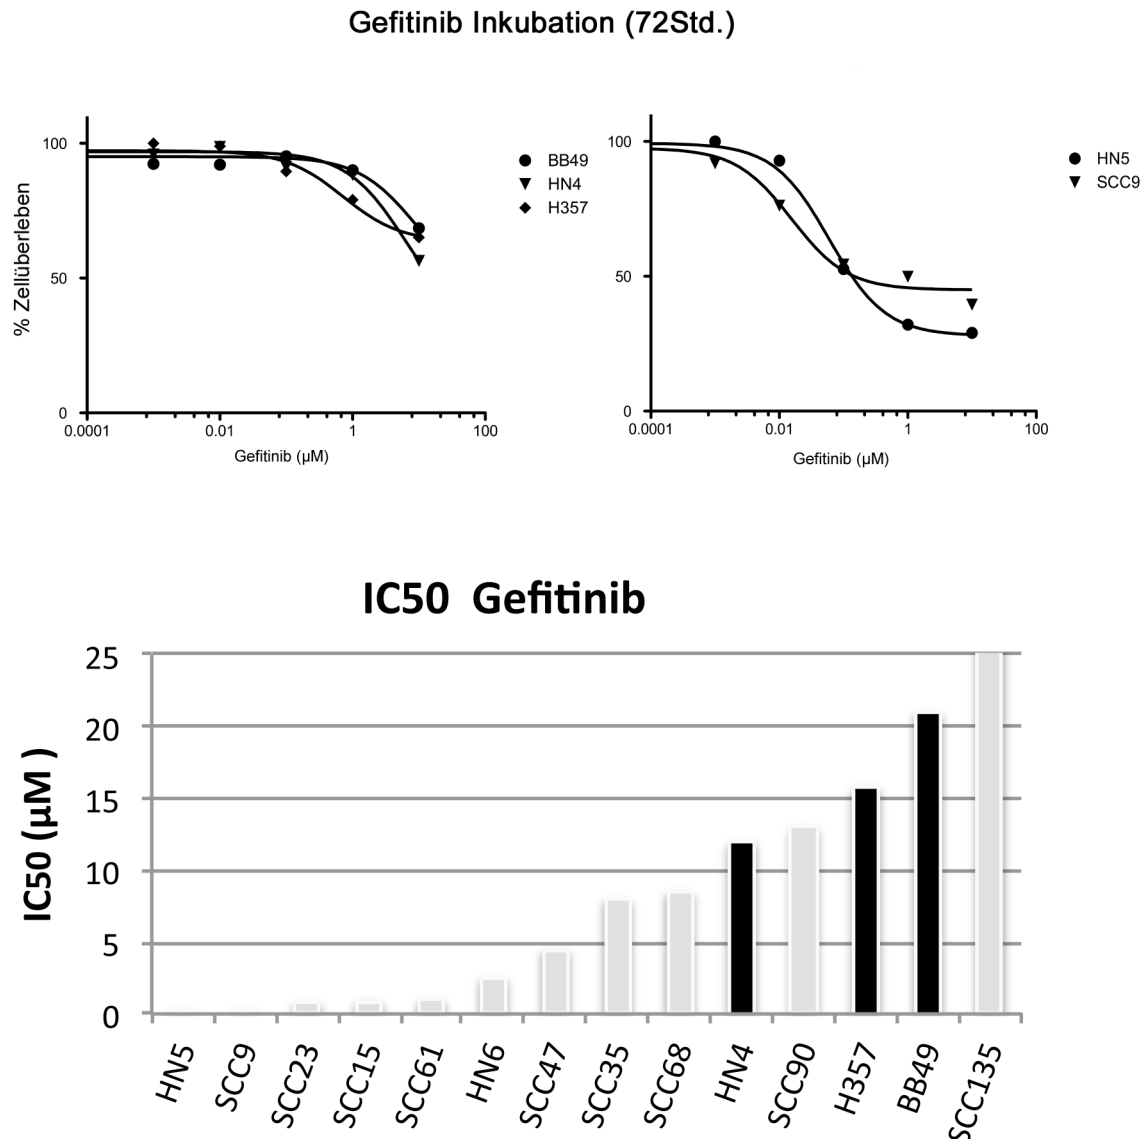 Gefitinib Inkubation (72Std.)
% Zellüberleben
100
50
0
0.0001
0.01
1
100
Gefitinib (µM)
BB49
HN4
H357
100
50
0
0.0001
0.01
1
100
Gefitinib (µM)
HN5
SCC9
IC50 Gefitinib
IC50 (µM )
25
20
15
10
5
0
HN5
SCC9
SCC23
SCC15
SCC61
HN6
SCC47
SCC35
SCC68
HN4
SCC90
H357
BB49
SCC135